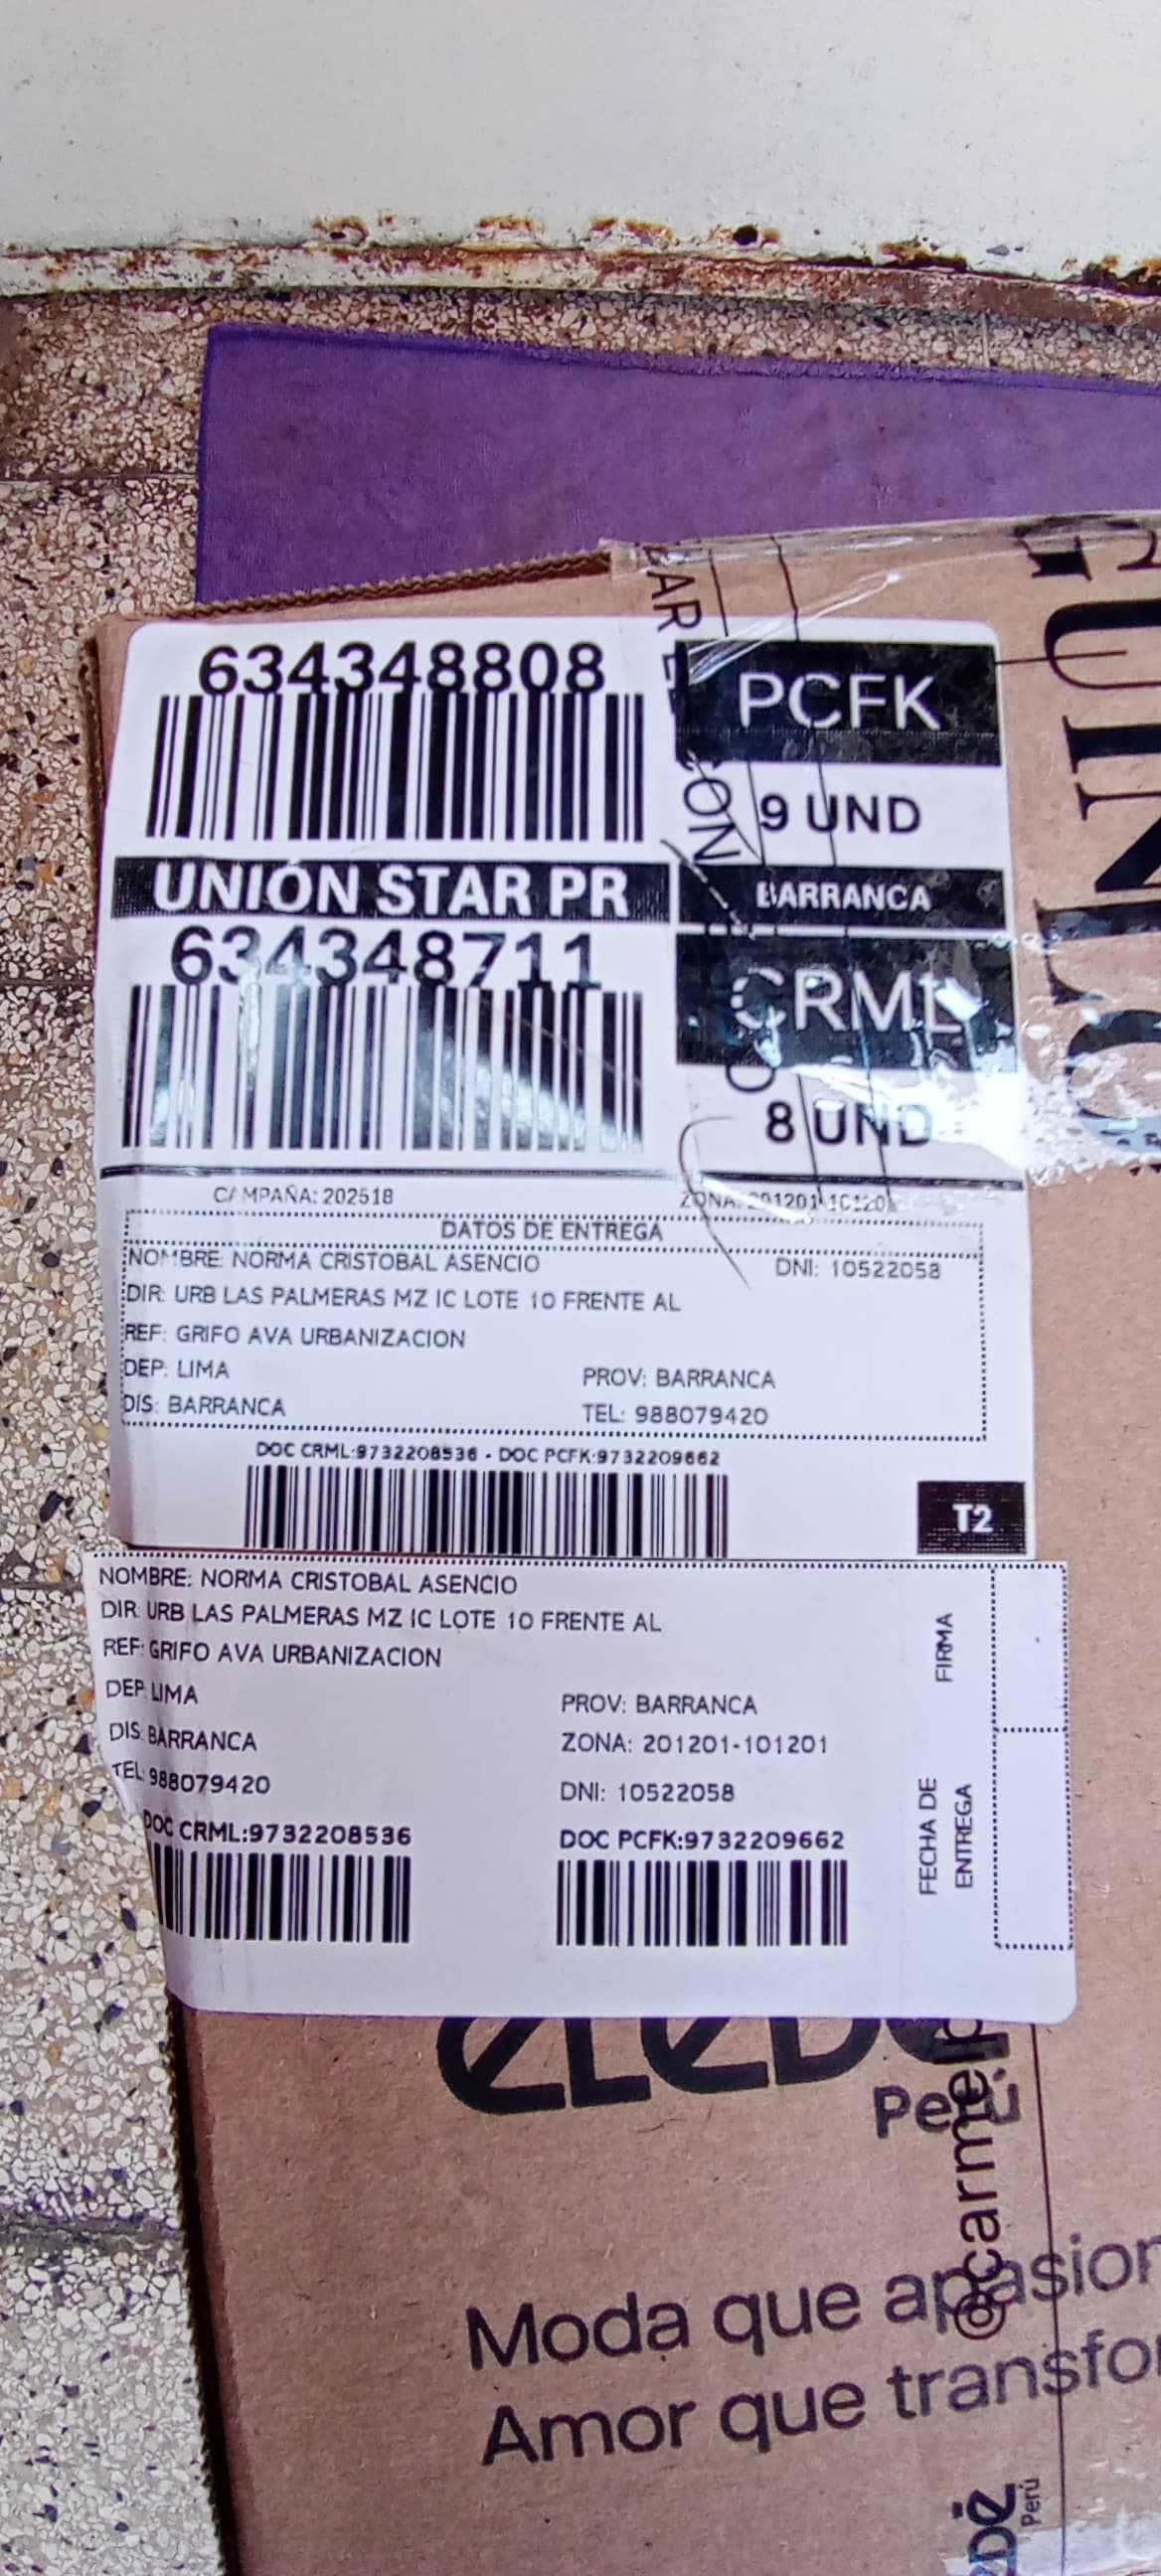 634348808
PCFK
9 UND
UNIÓN STAR PR
BARRANCA
634348711
CRML
8 UND
CAMPAÑA: 202518
ZONA: 201201-101201
DATOS DE ENTREGA
NOMBRE: NORMA CRISTOBAL ASENCIO
DNI: 10522058
DIR: URB LAS PALMERAS MZ IC LOTE 10 FRENTE AL
REF: GRIFO AVA URBANIZACION
DEP: LIMA
PROV: BARRANCA
DIS: BARRANCA
TEL: 988079420
DOC CRML:9732208536 - DOC PCFK:9732209662
T2
NOMBRE: NORMA CRISTOBAL ASENCIO
DIR: URB LAS PALMERAS MZ IC LOTE 10 FRENTE AL
REF: GRIFO AVA URBANIZACION
DEP: LIMA
PROV: BARRANCA
DIS: BARRANCA
ZONA: 201201-101201
TEL: 988079420
DNI: 10522058
DOC CRML:9732208536
DOC PCFK:9732209662
FIRMA
FECHA DE
ENTREGA
Perú
@carmel
Moda que
Amor que
Perú